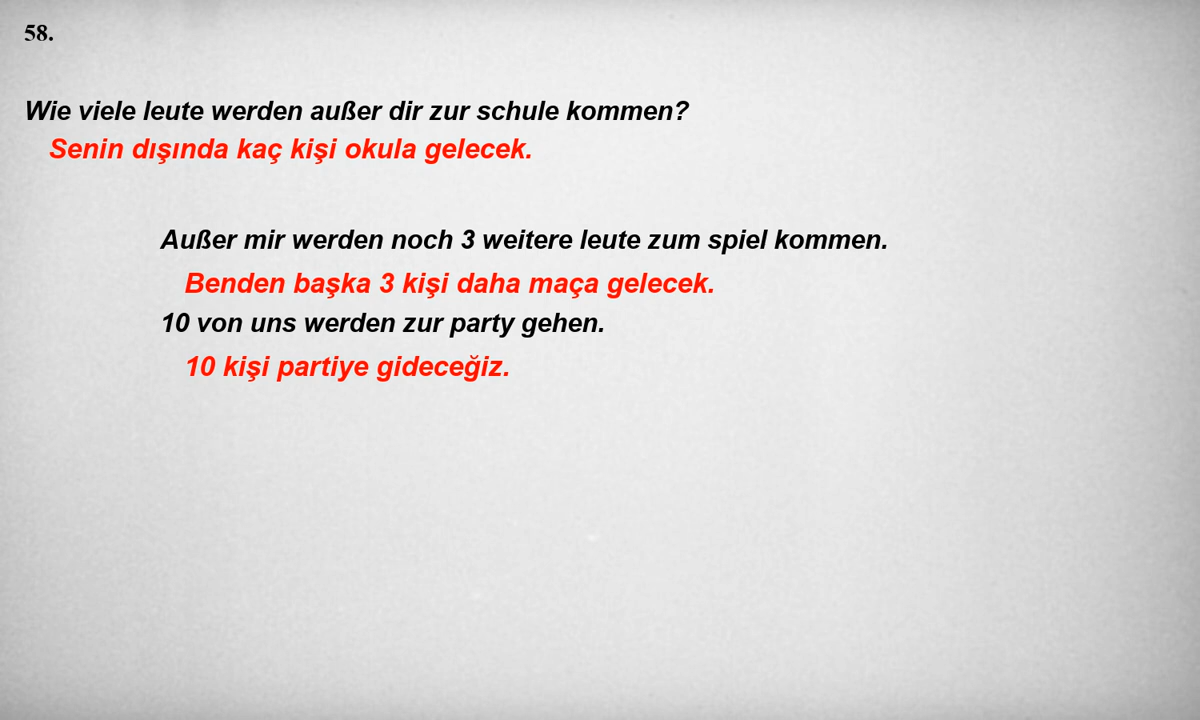 58.
Wie viele leute werden außer dir zur schule kommen?
Senin dışında kaç kişi okula gelecek.
Außer mir werden noch 3 weitere leute zum spiel kommen.
Benden başka 3 kişi daha maça gelecek.
10 von uns werden zur party gehen.
10 kişi partiye gideceğiz.